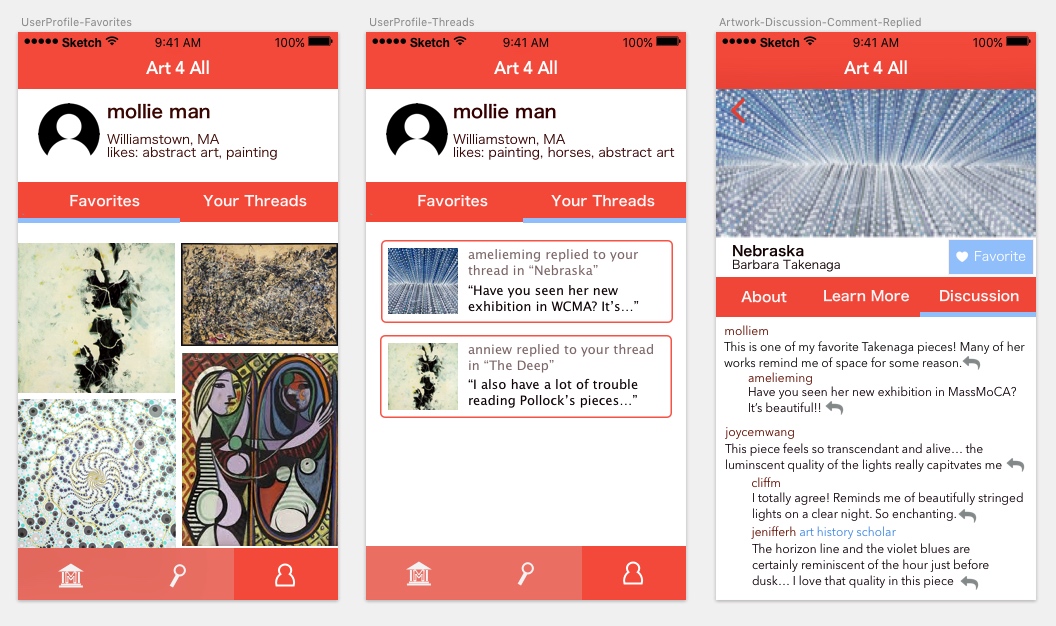 UserProfile-Favorites
Sketch 9:41 AM 100%
Art 4 All
mollie man
Williamstown, MA
likes: abstract art, painting
Favorites Your Threads
UserProfile-Threads
Sketch 9:41 AM 100%
Art 4 All
mollie man
Williamstown, MA
likes: painting, horses, abstract art
Favorites Your Threads
amelieming replied to your
thread in “Nebraska”
“Have you seen her new
exhibition in WCMA? It’s...”
anniew replied to your thread
in “The Deep”
“I also have a lot of trouble
reading Pollock’s pieces...”
Artwork-Discussion-Comment-Replied
Sketch 9:41 AM 100%
Art 4 All
Nebraska
Barbara Takenaga
Favorite
About Learn More Discussion
molliem
This is one of my favorite Takenaga pieces! Many of her
works remind me of space for some reason.
amelieming
Have you seen her new exhibition in MassMoCA?
It’s beautiful!!
joycemwang
This piece feels so transcendant and alive... the
luminscent quality of the lights really capitvates me
cliffm
I totally agree! Reminds me of beautifully stringed
lights on a clear night. So enchanting.
jenifferh art history scholar
The horizon line and the violet blues are
certainly reminiscent of the hour just before
dusk... I love that quality in this piece